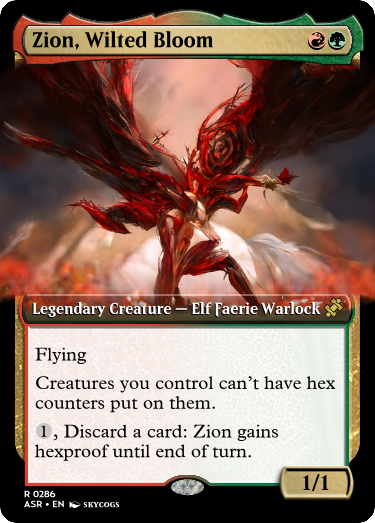 Zion, Wilted Bloom
Legendary Creature — Elf Faerie Warlock
Flying
Creatures you control can't have hex
counters put on them.
1, Discard a card: Zion gains
hexproof until end of turn.
1/1
R 0286
ASR • EN SKYCOGS